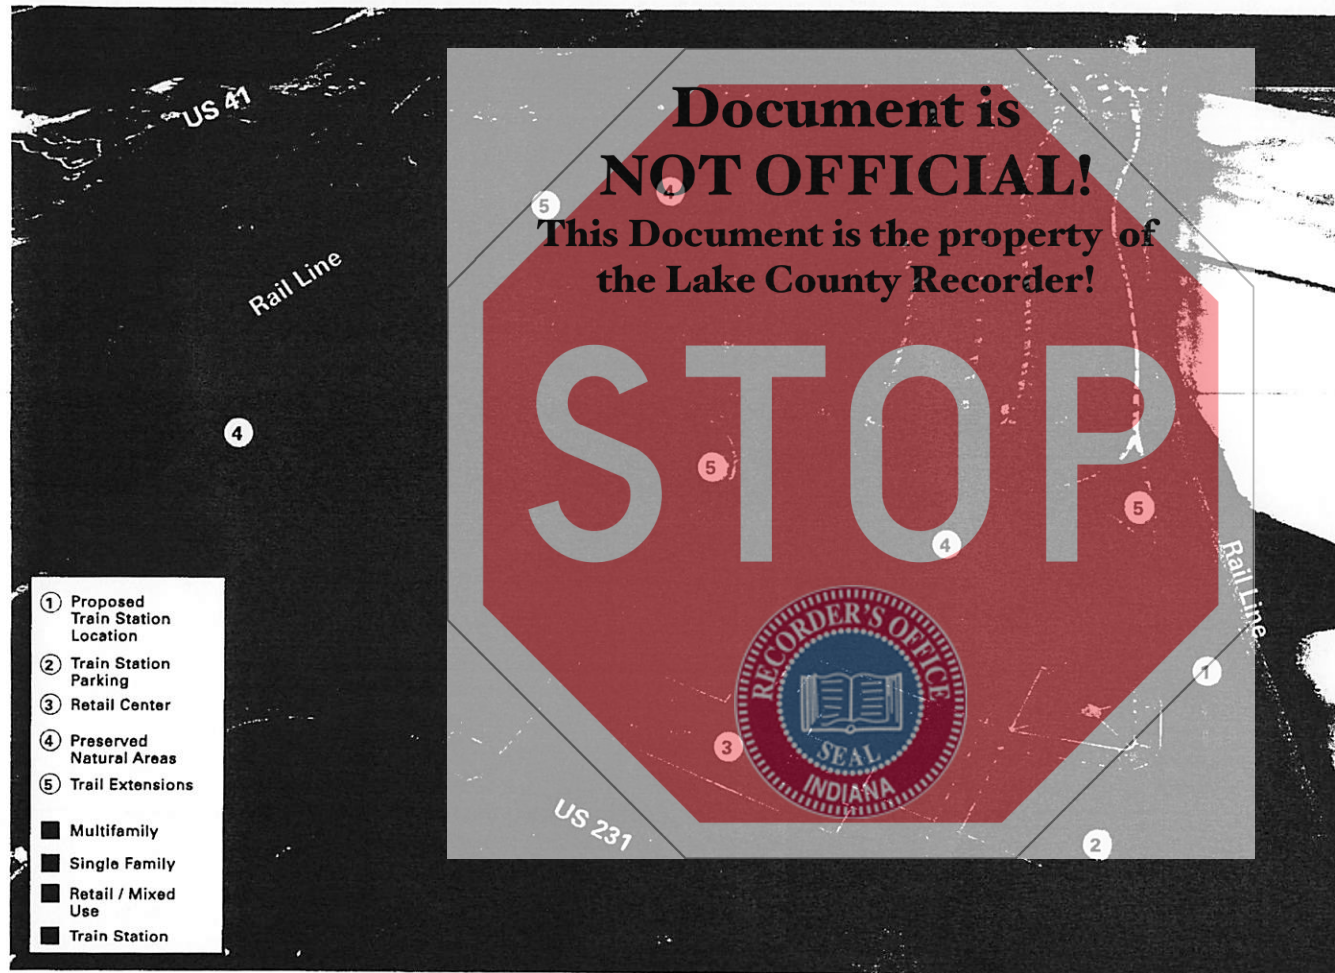 Document is
NOT OFFICIAL!
This Document is the property of
the Lake County Recorder!
STOP
RECORDER'S OFFICE
SEAL
INDIANA
US 41
Rail Line
5
4
4
5
5
4
Rail Line
1
3
US 231
2
1 Proposed
Train Station
Location
2 Train Station
Parking
3 Retail Center
4 Preserved
Natural Areas
5 Trail Extensions
Multifamily
Single Family
Retail / Mixed
Use
Train Station